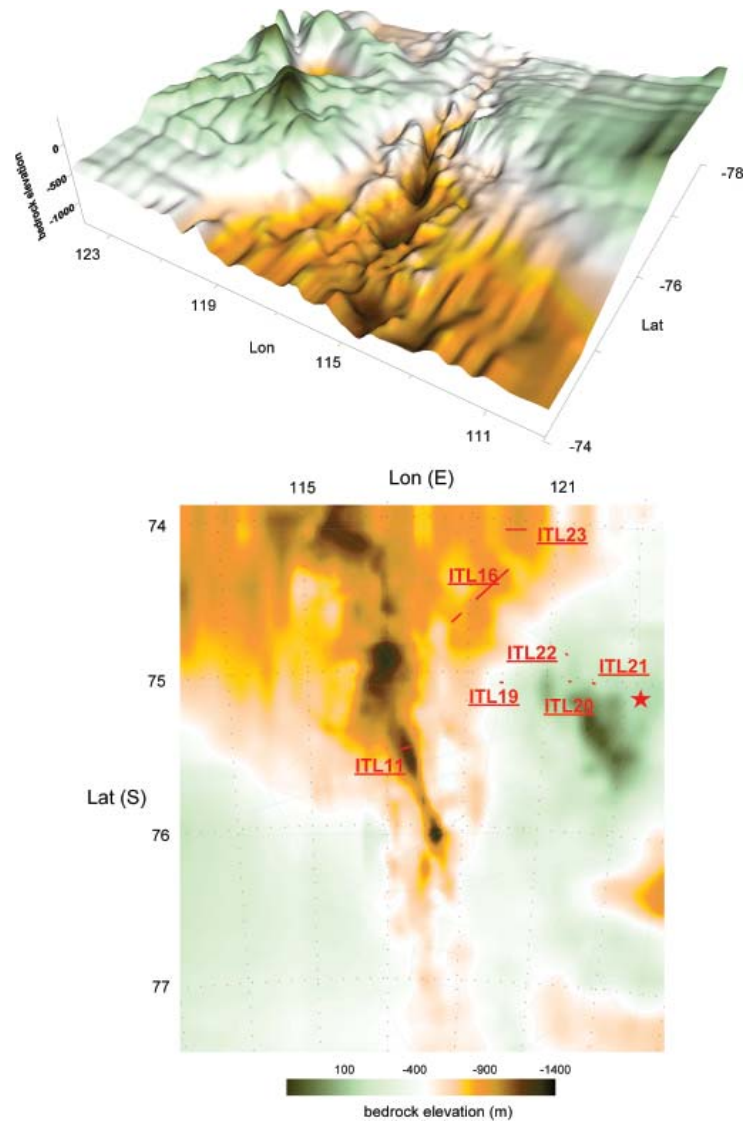 0
-500
-1000
bedrock elevation
123
119
115
111
Lon
-78
-76
-74
Lat
Lon (E)
115
121
74
ITL23
ITL16
ITL22
ITL21
75
ITL19
ITL20
ITL11
Lat (S)
76
77
100
-400
-900
-1400
bedrock elevation (m)